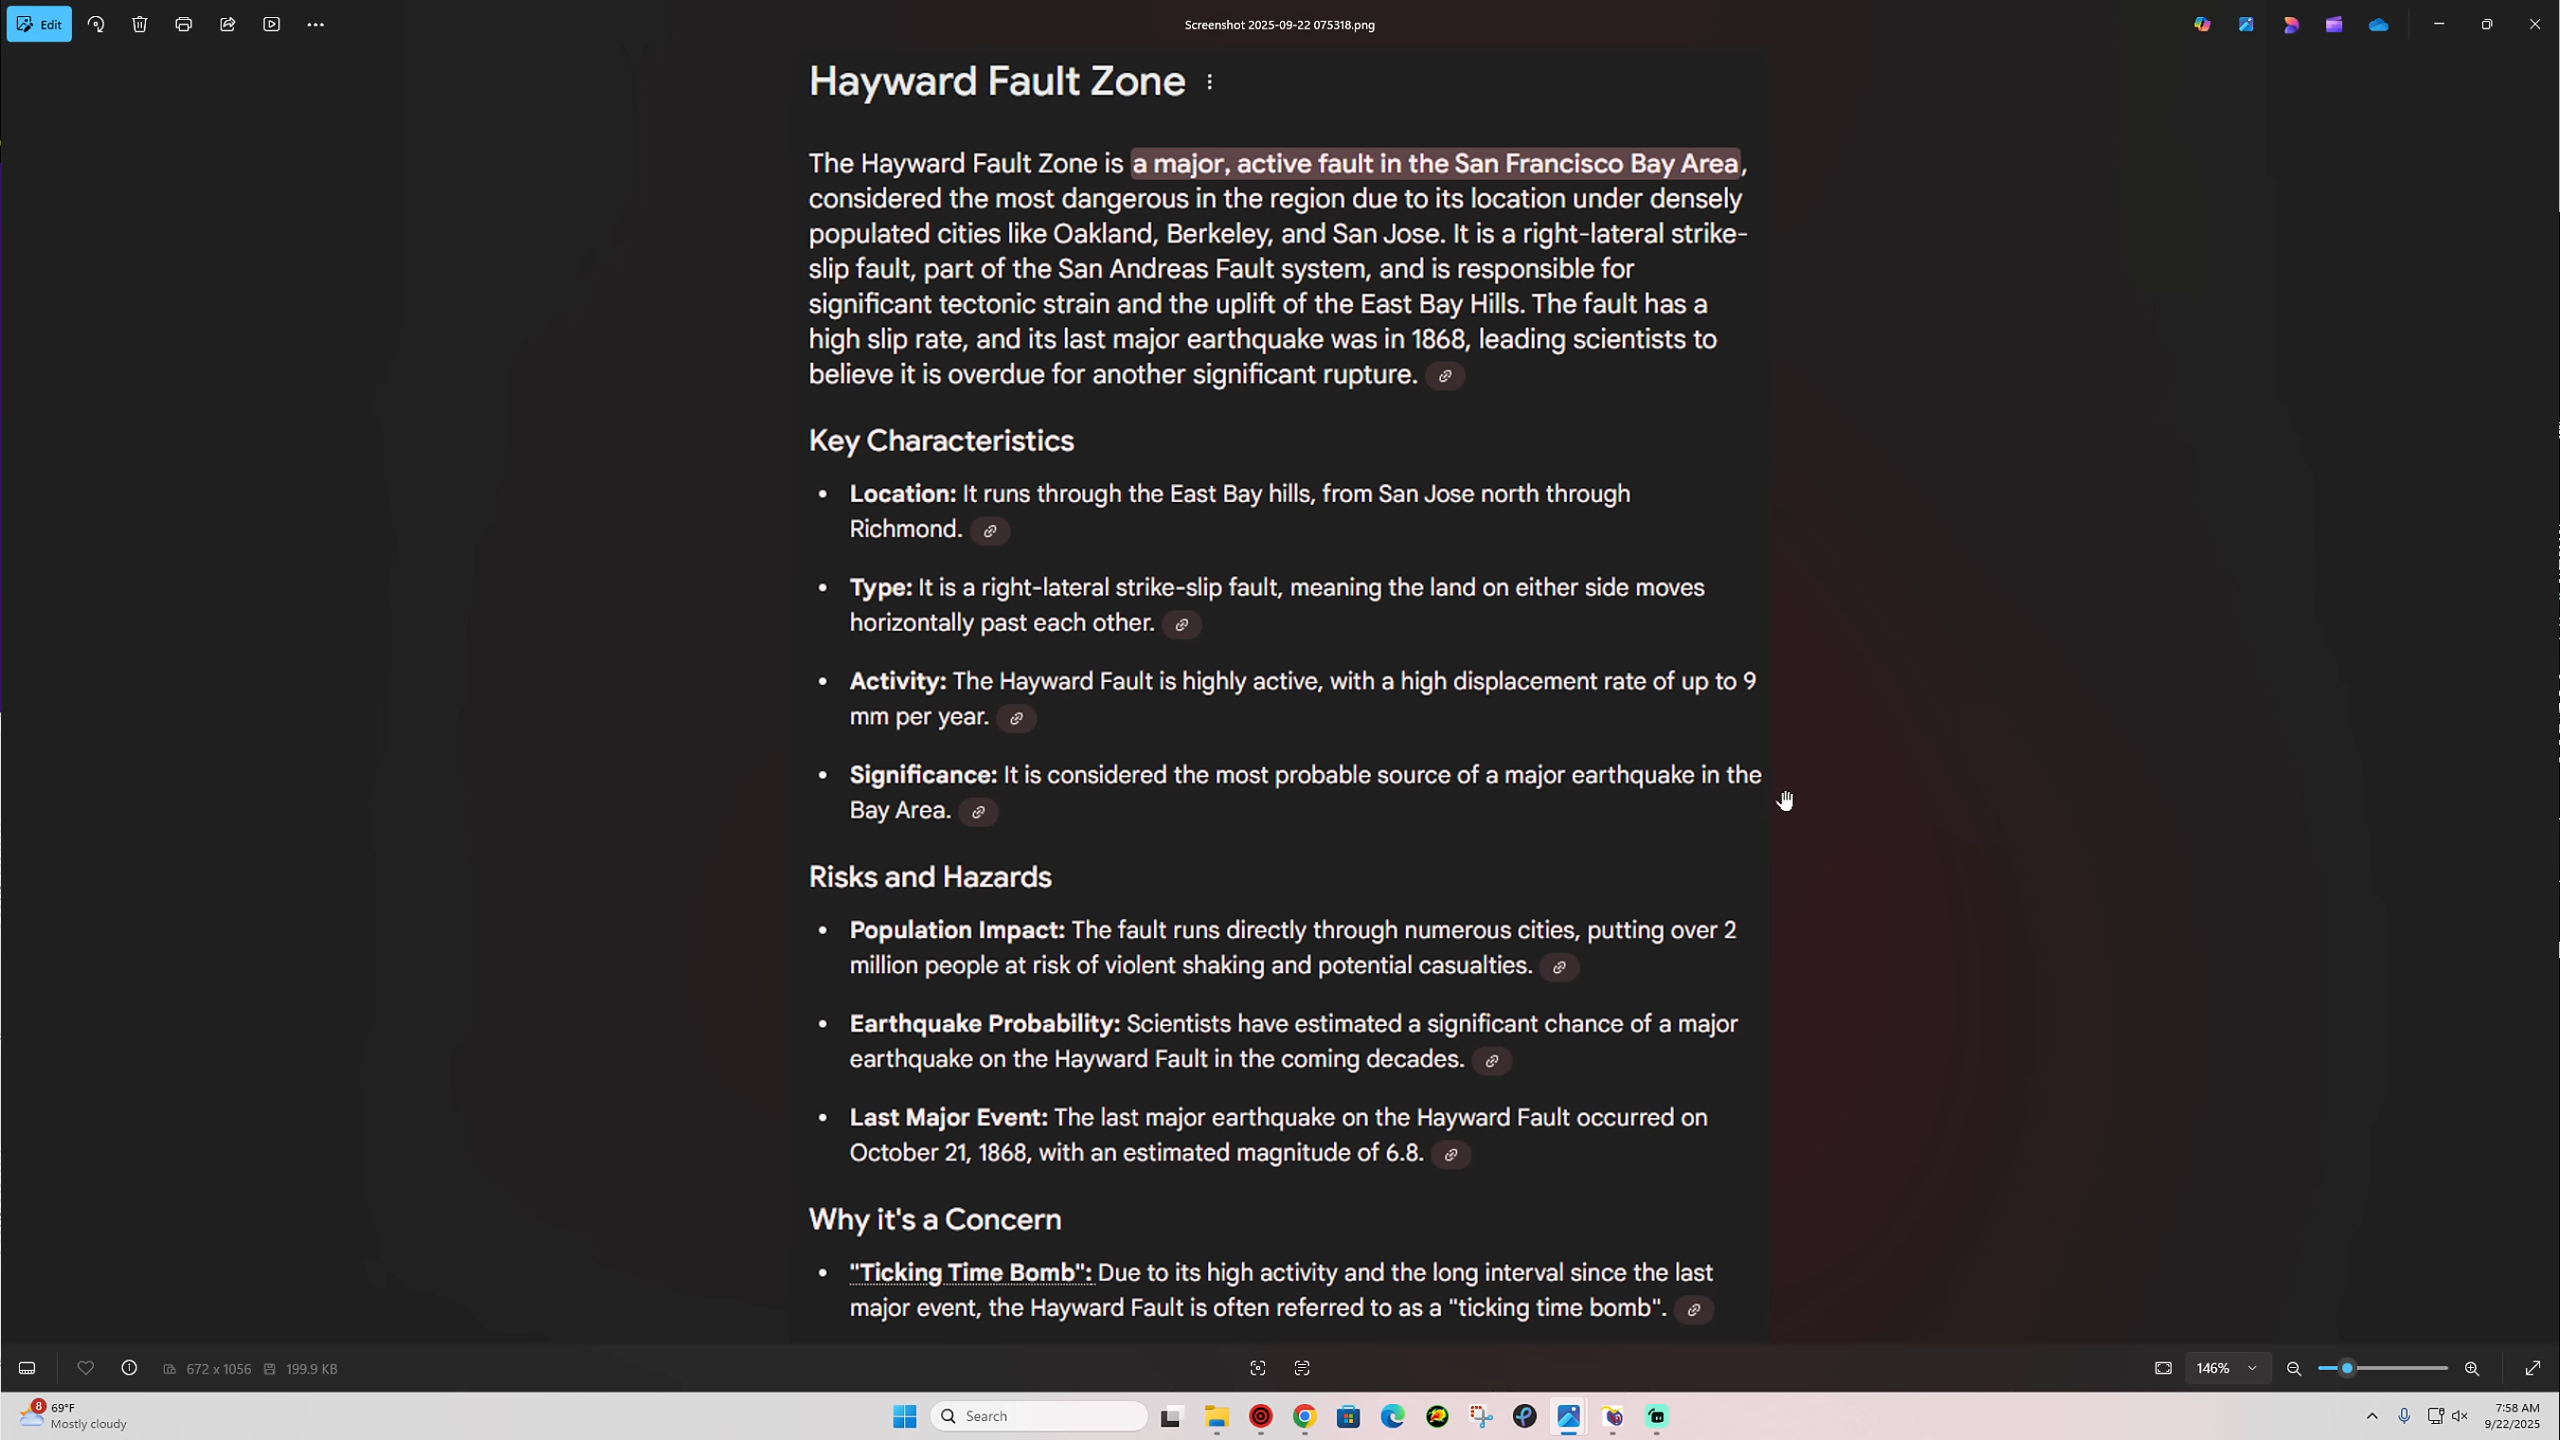 Edit
Screenshot 2025-09-22 075318.png
Hayward Fault Zone
The Hayward Fault Zone is a major, active fault in the San Francisco Bay Area,
considered the most dangerous in the region due to its location under densely
populated cities like Oakland, Berkeley, and San Jose. It is a right-lateral strike-
slip fault, part of the San Andreas Fault system, and is responsible for
significant tectonic strain and the uplift of the East Bay Hills. The fault has a
high slip rate, and its last major earthquake was in 1868, leading scientists to
believe it is overdue for another significant rupture.
Key Characteristics
• Location: It runs through the East Bay hills, from San Jose north through
Richmond.
• Type: It is a right-lateral strike-slip fault, meaning the land on either side moves
horizontally past each other.
• Activity: The Hayward Fault is highly active, with a high displacement rate of up to 9
mm per year.
• Significance: It is considered the most probable source of a major earthquake in the
Bay Area.
Risks and Hazards
• Population Impact: The fault runs directly through numerous cities, putting over 2
million people at risk of violent shaking and potential casualties.
• Earthquake Probability: Scientists have estimated a significant chance of a major
earthquake on the Hayward Fault in the coming decades.
• Last Major Event: The last major earthquake on the Hayward Fault occurred on
October 21, 1868, with an estimated magnitude of 6.8.
Why it's a Concern
• "Ticking Time Bomb": Due to its high activity and the long interval since the last
major event, the Hayward Fault is often referred to as a "ticking time bomb".
672 x 1056 199.9 KB
146%
8
69°F
Mostly cloudy
Search
7:58 AM
9/22/2025